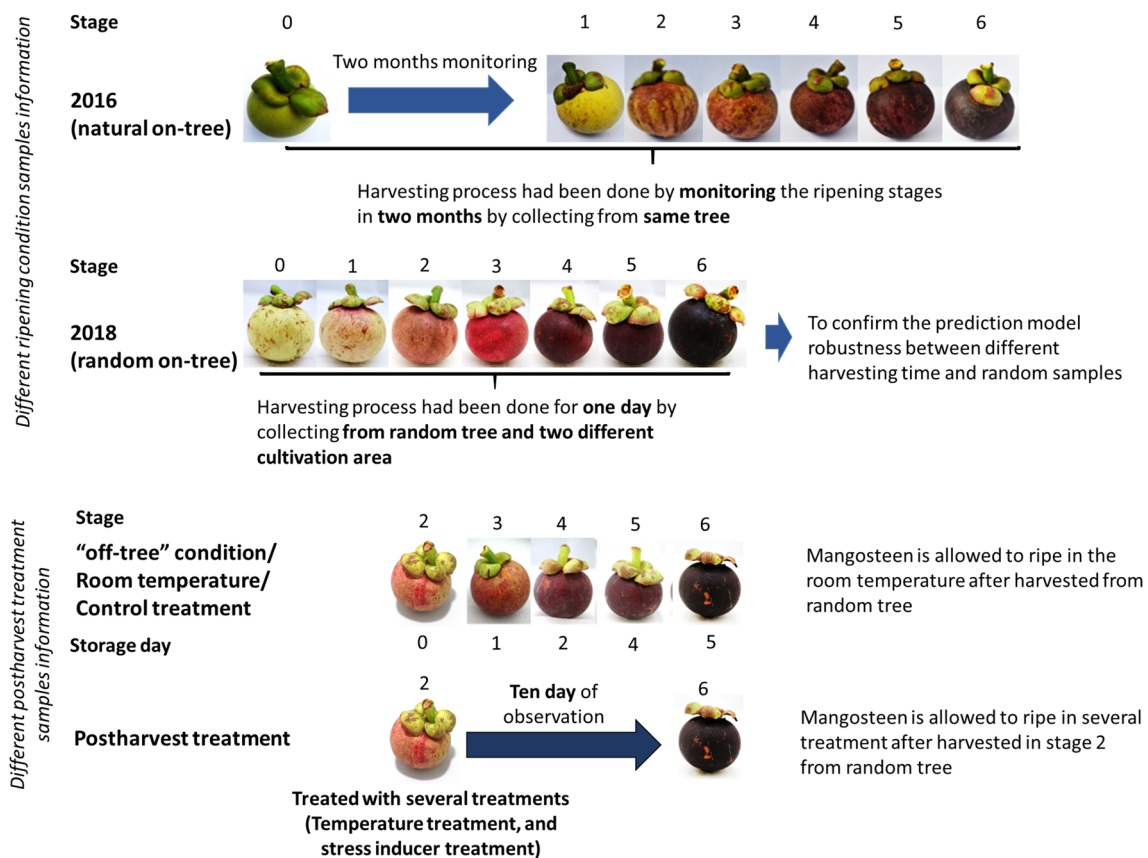 Different ripening condition samples information
Stage
0
1
2
3
4
5
6
Two months monitoring
2016
(natural on-tree)
Harvesting process had been done by monitoring the ripening stages
in two months by collecting from same tree
Stage
0
1
2
3
4
5
6
2018
(random on-tree)
To confirm the prediction model
robustness between different
harvesting time and random samples
Harvesting process had been done for one day by
collecting from random tree and two different
cultivation area
Different postharvest treatment
samples information
Stage
2
3
4
5
6
“off-tree” condition/
Room temperature/
Control treatment
Mangosteen is allowed to ripe in the
room temperature after harvested from
random tree
Storage day
0
1
2
4
5
2
6
Ten day of
observation
Postharvest treatment
Mangosteen is allowed to ripe in several
treatment after harvested in stage 2
from random tree
Treated with several treatments
(Temperature treatment, and
stress inducer treatment)